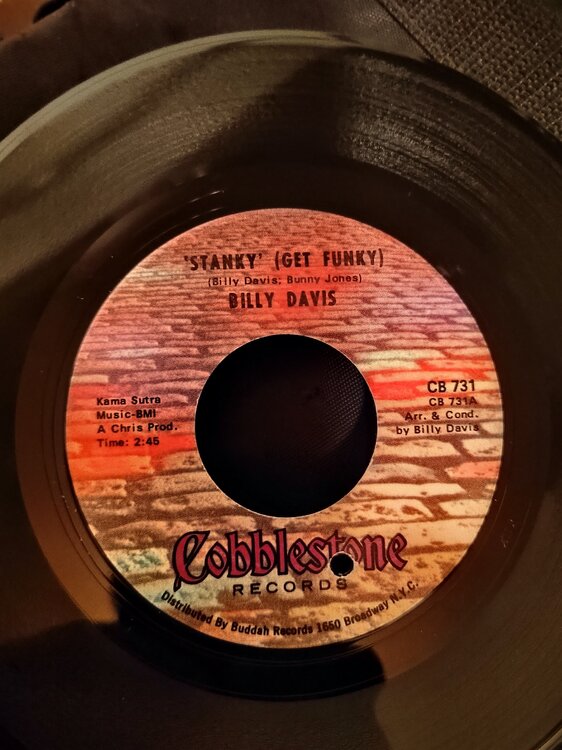 'STANKY' (GET FUNKY)
(Billy Davis; Bunny Jones)
BILLY DAVIS
Kama Sutra
Music-BMI
A Chris Prod.
Time: 2:45
CB 731
CB 731A
Arr. & Cond.
by Billy Davis
Cobblestone
RECORDS
Distributed By Buddah Records 1650 Broadway N.Y.C.